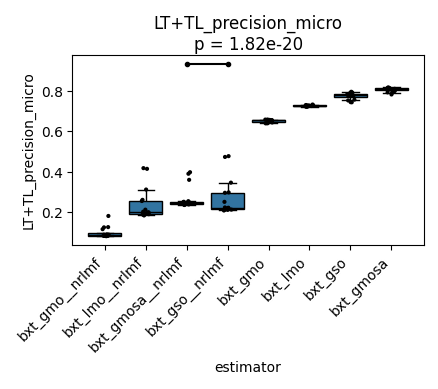 LT+TL_precision_micro
p = 1.82e-20
LT+TL_precision_micro
0.8
0.6
0.4
0.2
bxt_gmo__nrlmf
bxt_lmo__nrlmf
bxt_gmosa__nrlmf
bxt_gso__nrlmf
bxt_gmo
bxt_lmo
bxt_gso
bxt_gmosa
estimator